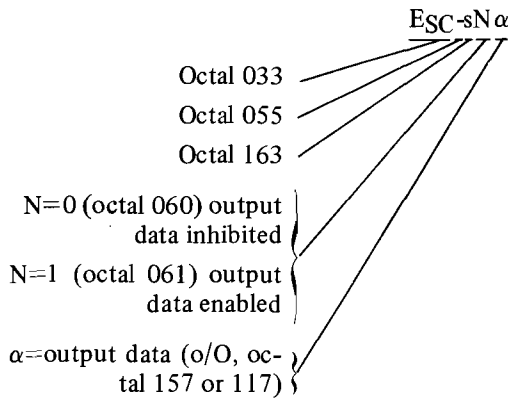 ESC-sNα
Octal 033
Octal 055
Octal 163
N=0 (octal 060) output
data inhibited
N=1 (octal 061) output
data enabled
α=output data (o/O, oc-
tal 157 or 117)